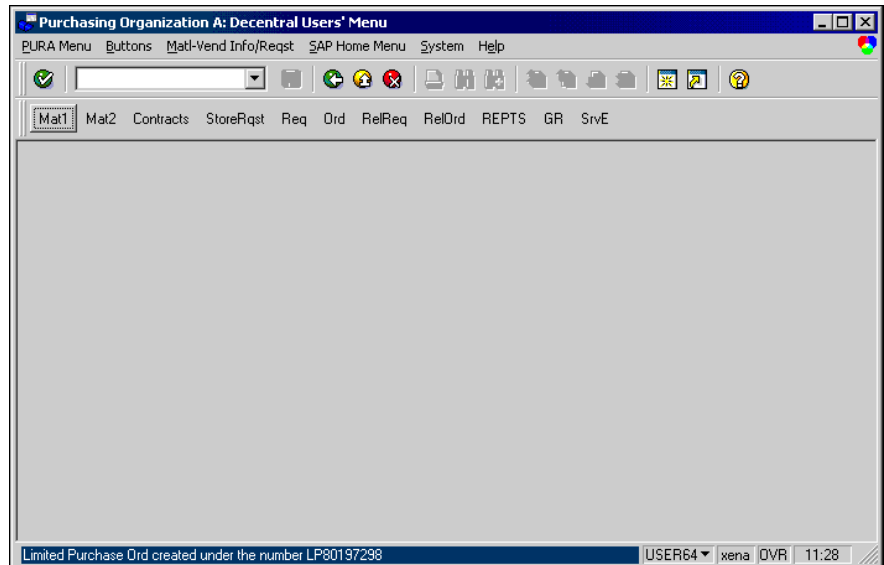 Purchasing Organization A: Decentral Users' Menu
PURA Menu Buttons Matl-Vend Info/Reqst SAP Home Menu System Help
Mat1 Mat2 Contracts StoreRqst Req Ord RelReq RelOrd REPTS GR SrvE
Limited Purchase Ord created under the number LP80197298 USER64 xena OVR 11:28